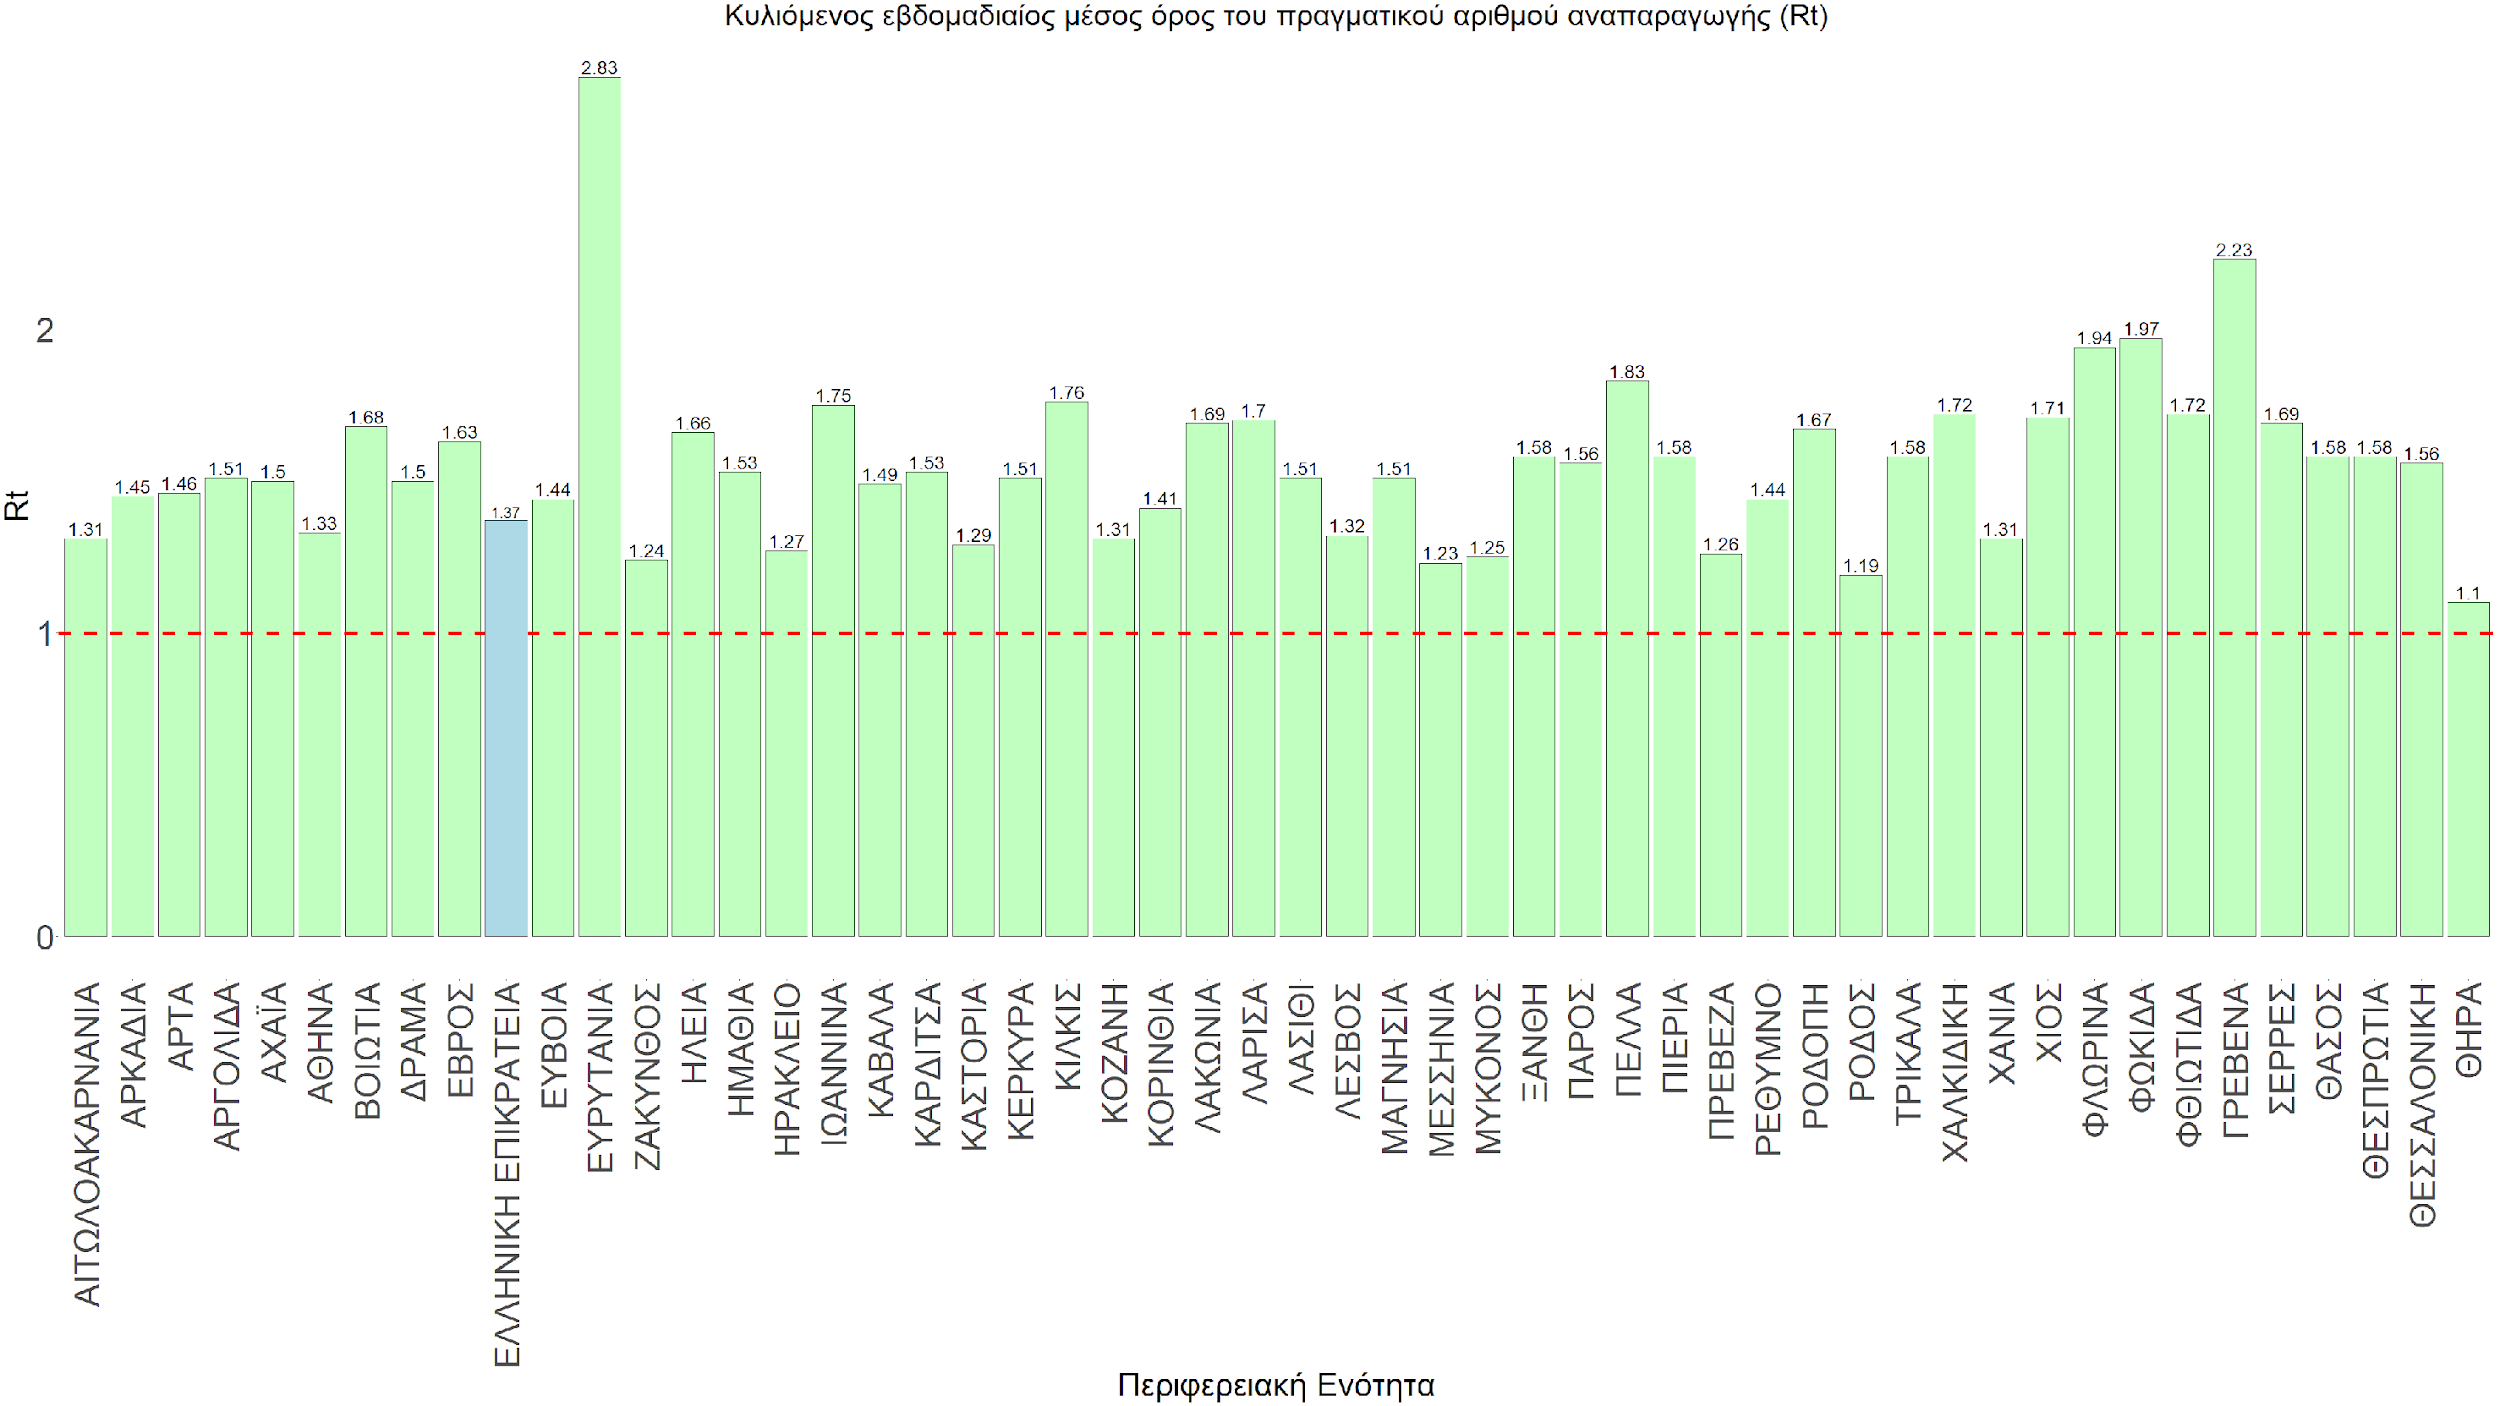 Κυλιόμενος εβδομαδιαίος μέσος όρος του πραγματικού αριθμού αναπαραγωγής (Rt)
Rt
2
1
0
1.31
1.45
1.46
1.51
1.5
1.33
1.68
1.5
1.63
1.37
1.44
2.83
1.24
1.66
1.53
1.27
1.75
1.49
1.53
1.29
1.51
1.76
1.31
1.41
1.69
1.7
1.51
1.32
1.51
1.23
1.25
1.58
1.56
1.83
1.58
1.26
1.44
1.67
1.19
1.58
1.72
1.31
1.71
1.94
1.97
1.72
2.23
1.69
1.58
1.58
1.56
1.1
ΑΙΤΩΛΟΑΚΑΡΝΑΝΙΑ
ΑΡΚΑΔΙΑ
ΑΡΤΑ
ΑΡΓΟΛΙΔΑ
ΑΧΑΪΑ
ΑΘΗΝΑ
ΒΟΙΩΤΙΑ
ΔΡΑΜΑ
ΕΒΡΟΣ
ΕΛΛΗΝΙΚΗ ΕΠΙΚΡΑΤΕΙΑ
ΕΥΒΟΙΑ
ΕΥΡΥΤΑΝΙΑ
ΖΑΚΥΝΘΟΣ
ΗΛΕΙΑ
ΗΜΑΘΙΑ
ΗΡΑΚΛΕΙΟ
ΙΩΑΝΝΙΝΑ
ΚΑΒΑΛΑ
ΚΑΡΔΙΤΣΑ
ΚΑΣΤΟΡΙΑ
ΚΕΡΚΥΡΑ
ΚΙΛΚΙΣ
ΚΟΖΑΝΗ
ΚΟΡΙΝΘΙΑ
ΛΑΚΩΝΙΑ
ΛΑΡΙΣΑ
ΛΑΣΙΘΙ
ΛΕΣΒΟΣ
ΜΑΓΝΗΣΙΑ
ΜΕΣΣΗΝΙΑ
ΜΥΚΟΝΟΣ
ΞΑΝΘΗ
ΠΑΡΟΣ
ΠΕΛΛΑ
ΠΙΕΡΙΑ
ΠΡΕΒΕΖΑ
ΡΕΘΥΜΝΟ
ΡΟΔΟΠΗ
ΡΟΔΟΣ
ΤΡΙΚΑΛΑ
ΧΑΛΚΙΔΙΚΗ
ΧΑΝΙΑ
ΧΙΟΣ
ΦΛΩΡΙΝΑ
ΦΩΚΙΔΑ
ΦΘΙΩΤΙΔΑ
ΓΡΕΒΕΝΑ
ΣΕΡΡΕΣ
ΘΑΣΟΣ
ΘΕΣΠΡΩΤΙΑ
ΘΕΣΣΑΛΟΝΙΚΗ
ΘΗΡΑ
Περιφερειακή Ενότητα